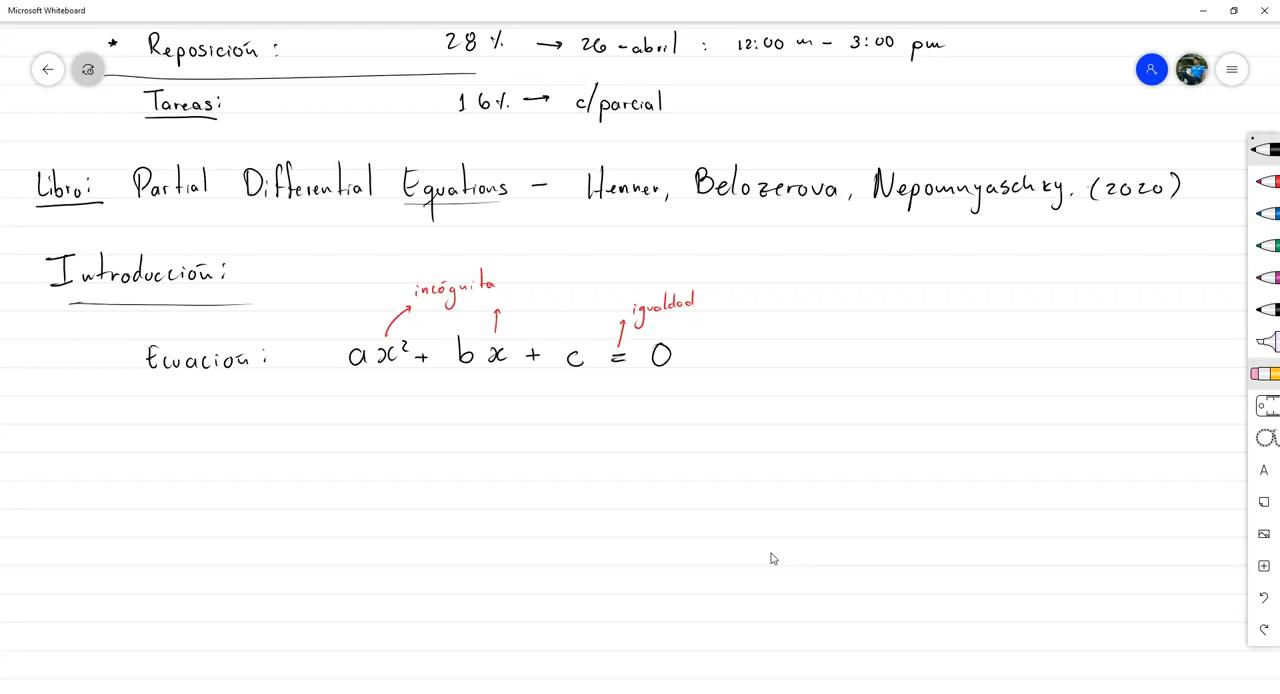 Microsoft Whiteboard
* Reposición: 28 % → 26-abril : 12:00 m - 3:00 pm
Tareas: 16% → c/parcial
Libro: Partial Differential Equations - Henner, Belozerova, Nepomnyaschky. (2020)
Introducción:
incógnita
igualdad
Ecuación: ax² + bx + c = 0